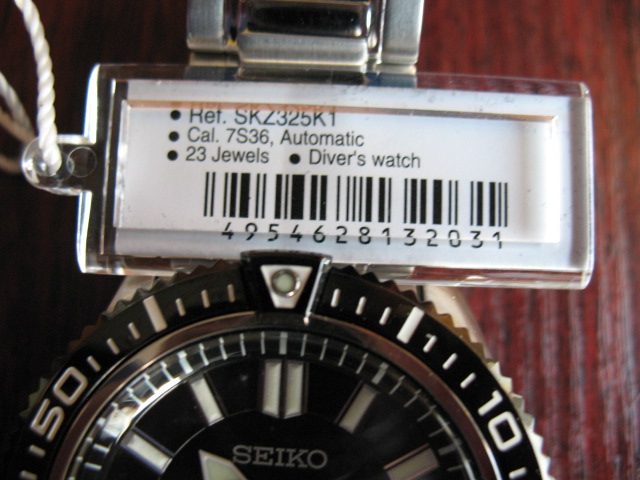 ● Ref. SKZ325K1
● Cal. 7S36, Automatic
● 23 Jewels ● Diver's watch
4954628132031
50
10
SEIKO